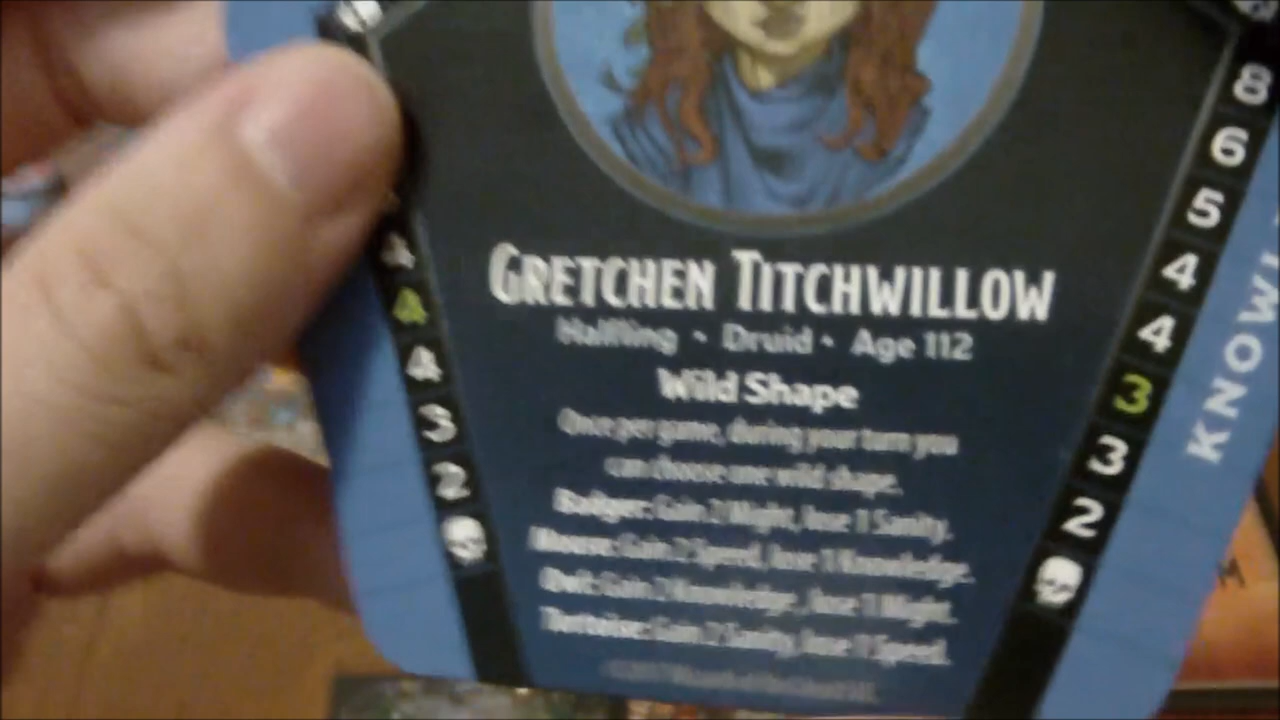 GRETCHEN TITCHWILLOW
Halfling • Druid • Age 112
Wild Shape
Once per game, during your turn you
can choose one wild shape.
Badger: Gain 2 Might, lose 1 Sanity.
Mouse: Gain 2 Speed, lose 1 Knowledge.
Owl: Gain 2 Knowledge, lose 1 Might.
Tortoise: Gain 2 Sanity, lose 1 Speed.
4
4
4
3
2
8
6
5
4
4
3
3
2
KNOWL